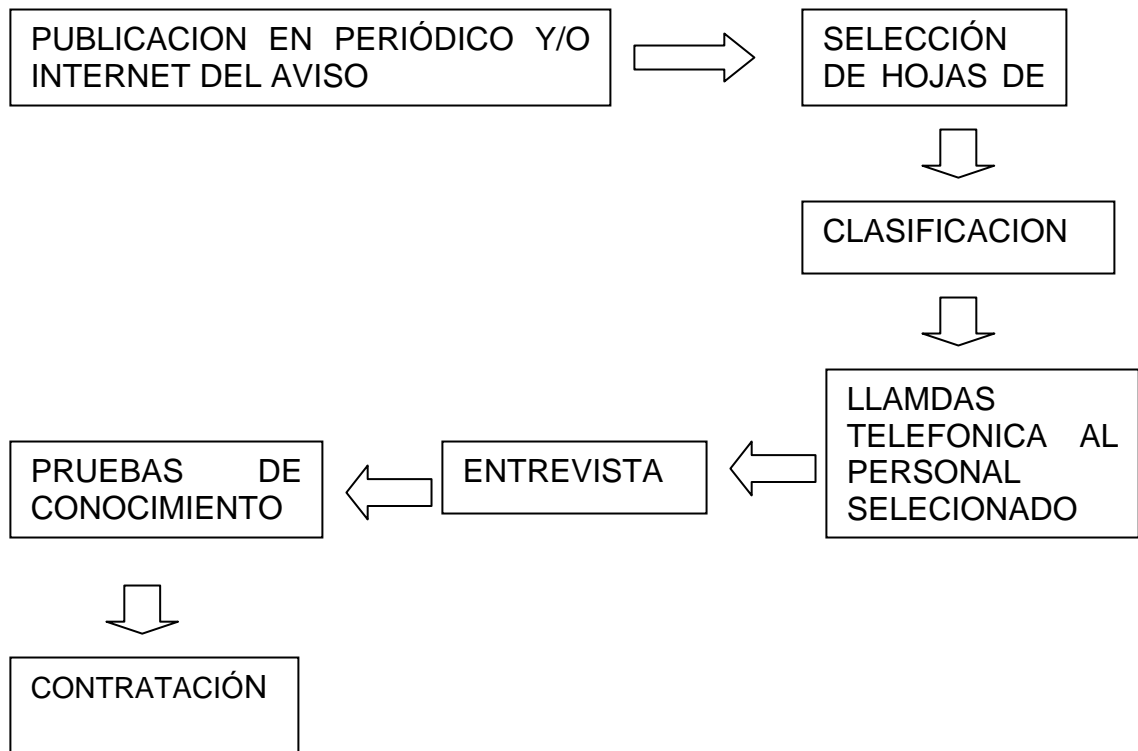 PUBLICACION EN PERIÓDICO Y/O
INTERNET DEL AVISO
SELECCIÓN
DE HOJAS DE
CLASIFICACION
LLAMDAS
TELEFONICA AL
PERSONAL
SELECIONADO
ENTREVISTA
PRUEBAS DE
CONOCIMIENTO
CONTRATACIÓN